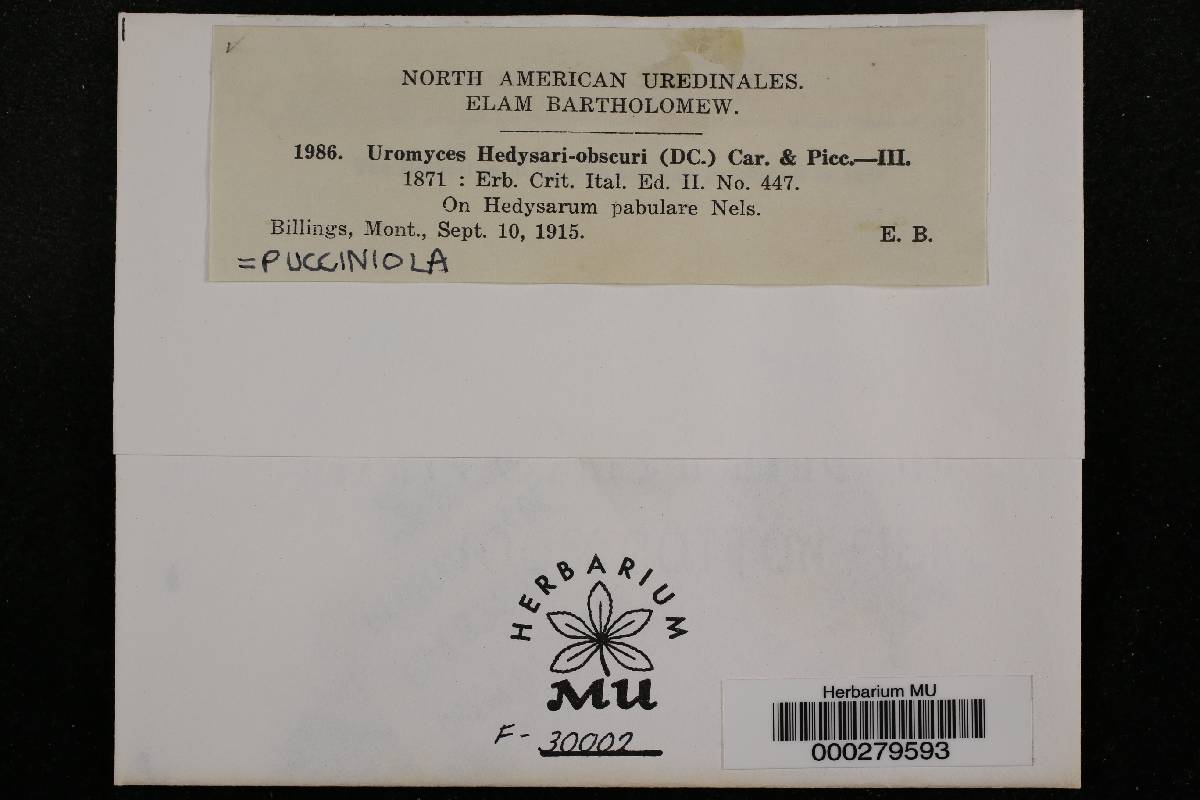 NORTH AMERICAN UREDINALES.
ELAM BARTHOLOMEW.
1986. Uromyces Hedysari-obscuri (DC.) Car. & Picc.—III.
1871 : Erb. Crit. Ital. Ed. II. No. 447.
On Hedysarum pabulare Nels.
Billings, Mont., Sept. 10, 1915. E. B.
=PUCCINIOLA
HERBARIUM
MU
F- 30002
Herbarium MU
000279593